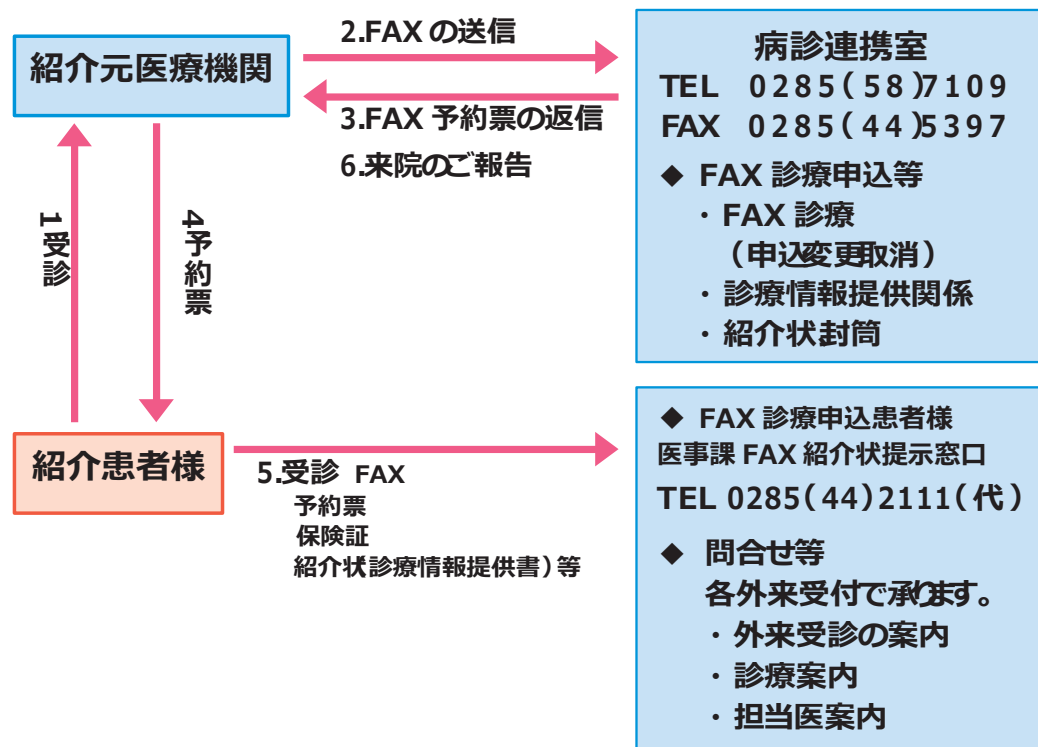 紹介元医療機関
2.FAX の送信
3.FAX 予約票の返信
6.来院のご報告
病診連携室
TEL 0285(58)7109
FAX 0285(44)5397
◆ FAX 診療申込等
・ FAX 診療
（申込変更取消）
・ 診療情報提供関係
・ 紹介状封筒
1受診
4予約票
紹介患者様
5.受診 FAX
予約票
保険証
紹介状診療情報提供書）等
◆ FAX 診療申込患者様
医事課 FAX 紹介状提示窓口
TEL 0285(44)2111(代)
◆ 問合せ等
各外来受付で承ります。
・ 外来受診の案内
・ 診療案内
・ 担当医案内